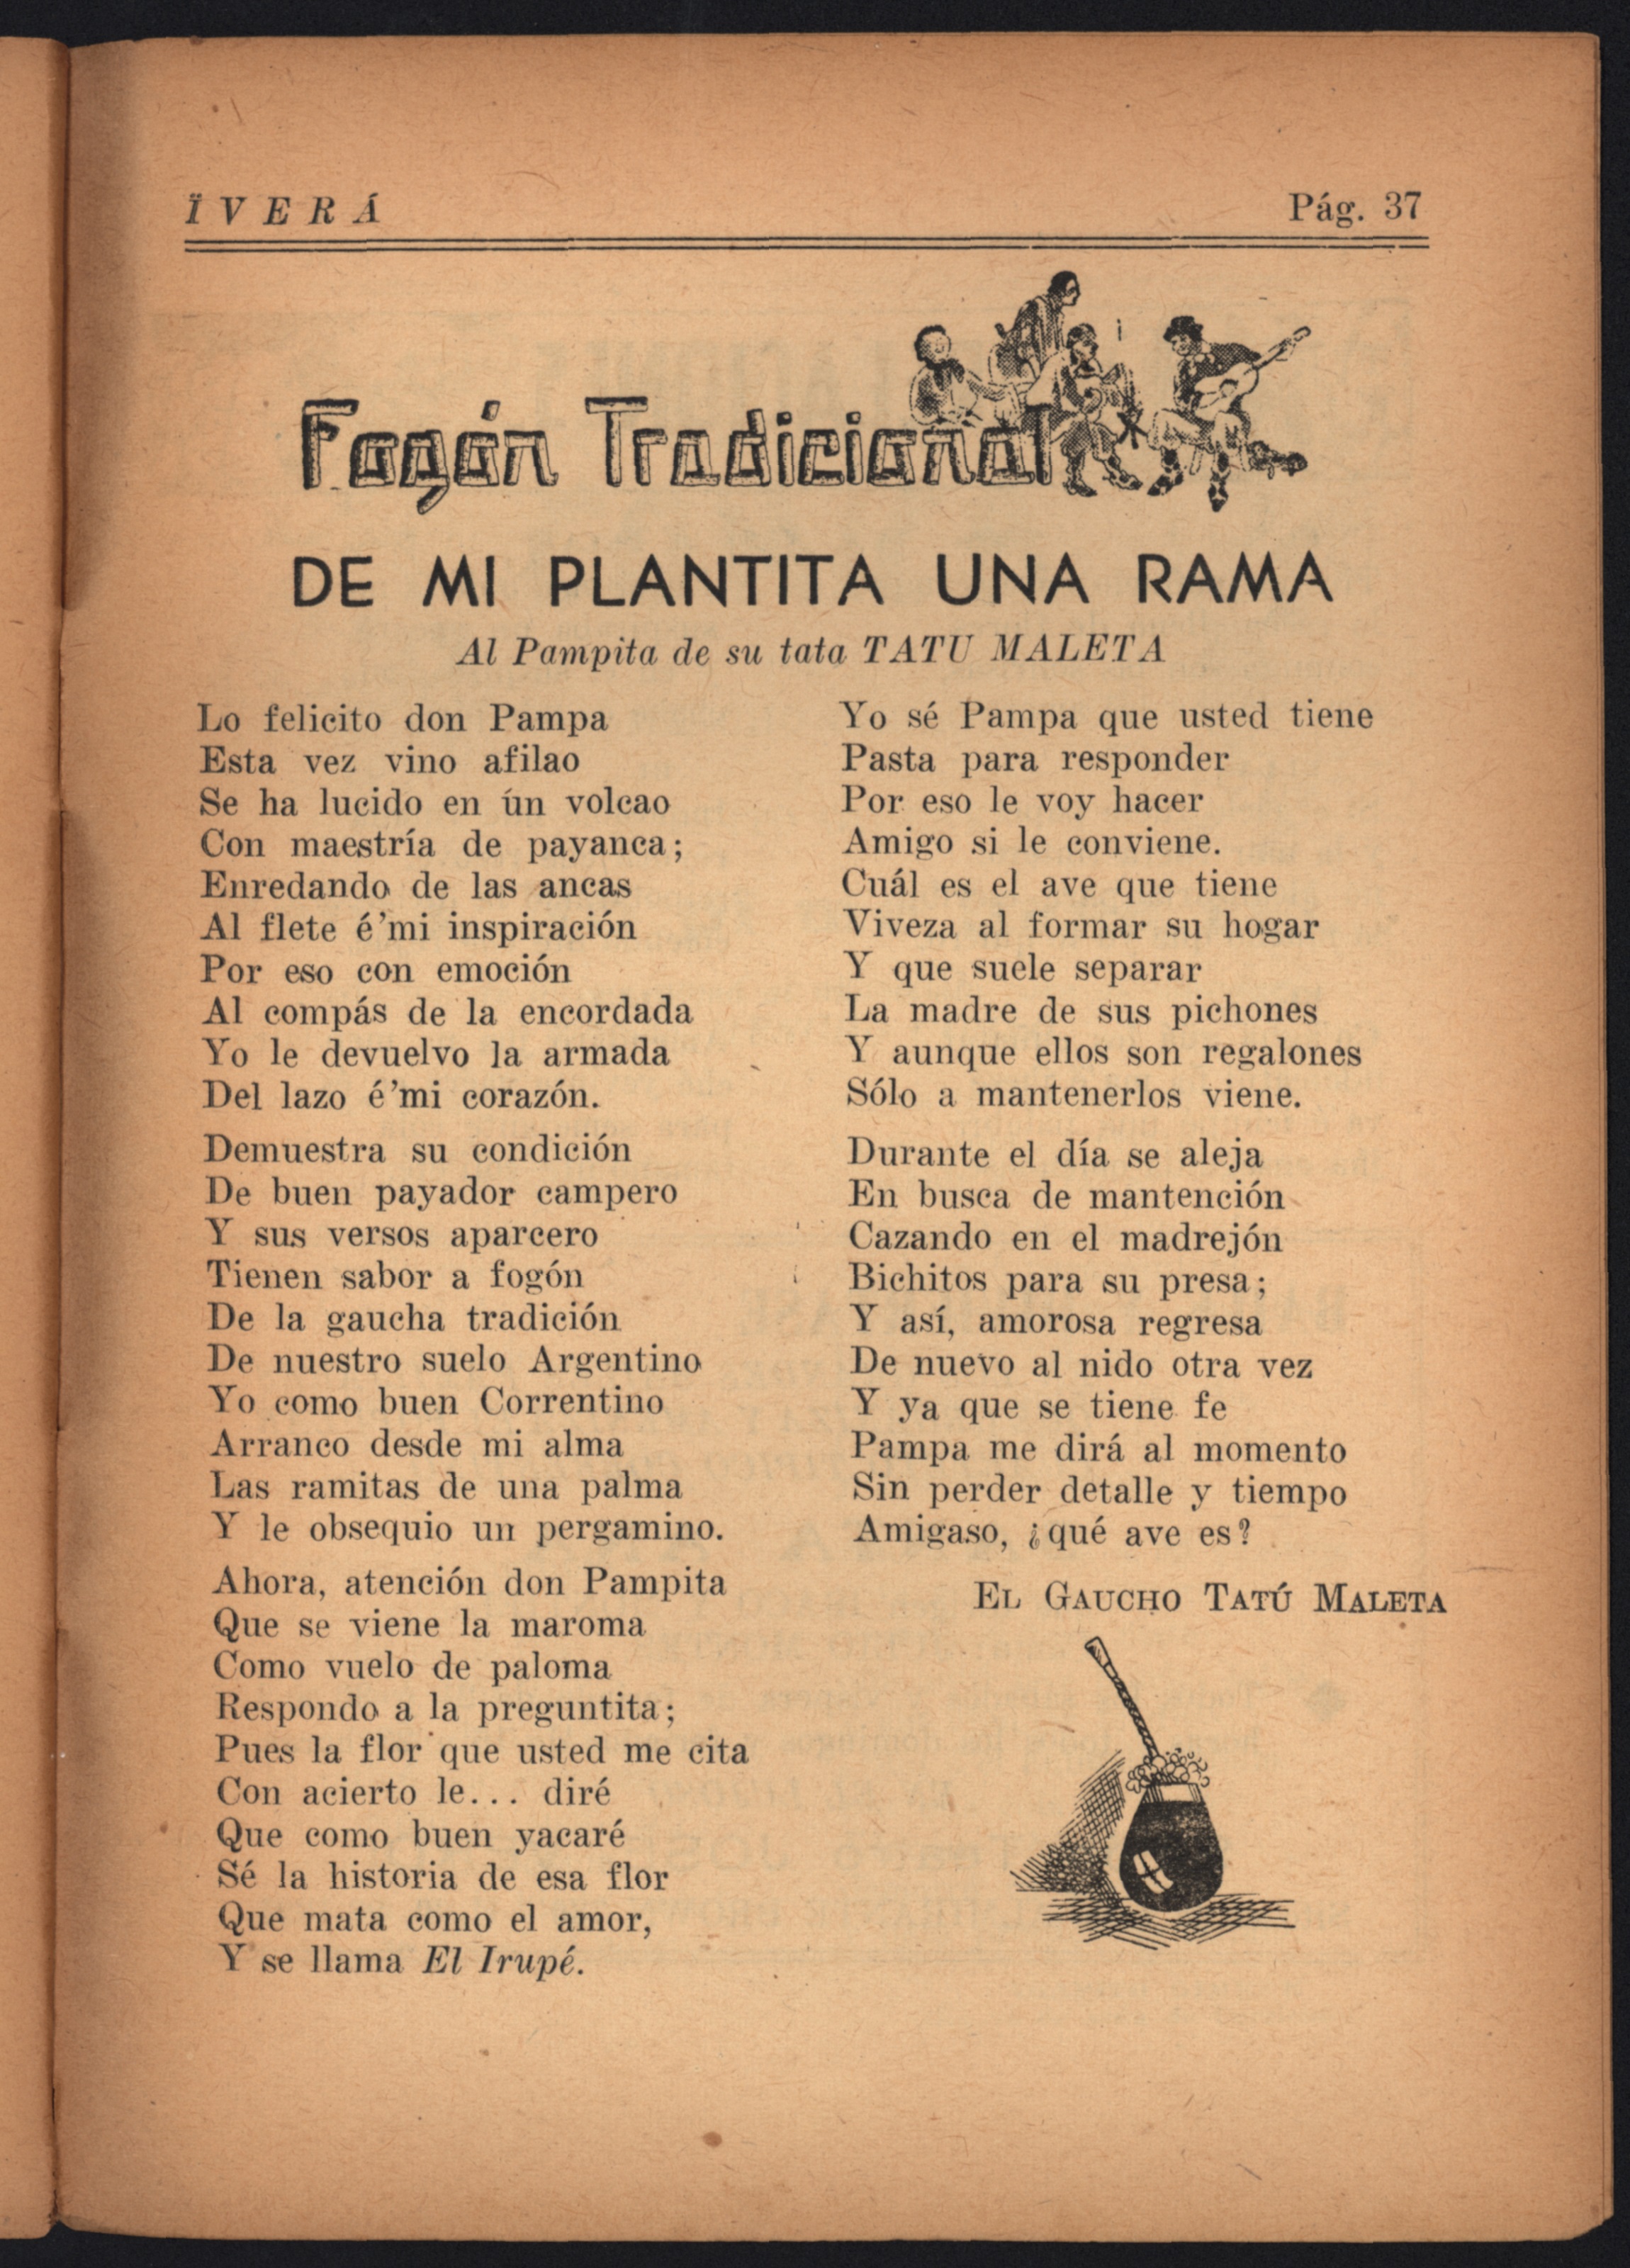 ÏVERÁ
Pág. 37
Fogón Tradicional
DE MI PLANTITA UNA RAMA
Al Pampita de su tata TATU MALETA
Lo felicito don Pampa
Esta vez vino afilao
Se ha lucido en ún volcao
Con maestría de payanca;
Enredando de las ancas
Al flete é'mi inspiración
Por eso con emoción
Al compás de la encordada
Yo le devuelvo la armada
Del lazo é'mi corazón.
Demuestra su condición
De buen payador campero
Y sus versos aparcero
Tienen sabor a fogón
De la gaucha tradición
De nuestro suelo Argentino
Yo como buen Correntino
Arranco desde mi alma
Las ramitas de una palma
Y le obsequio un pergamino.
Ahora, atención don Pampita
Que se viene la maroma
Como vuelo de paloma
Respondo a la preguntita;
Pues la flor que usted me cita
Con acierto le... diré
Que como buen yacaré
Sé la historia de esa flor
Que mata como el amor,
Y se llama El Irupé.
Yo sé Pampa que usted tiene
Pasta para responder
Por eso le voy hacer
Amigo si le conviene.
Cuál es el ave que tiene
Viveza al formar su hogar
Y que suele separar
La madre de sus pichones
Y aunque ellos son regalones
Sólo a mantenerlos viene.
Durante el día se aleja
En busca de mantención
Cazando en el madrejón
Bichitos para su presa;
Y así, amorosa regresa
De nuevo al nido otra vez
Y ya que se tiene fe
Pampa me dirá al momento
Sin perder detalle y tiempo
Amigaso, ¿qué ave es?
EL GAUCHO TATÚ MALETA